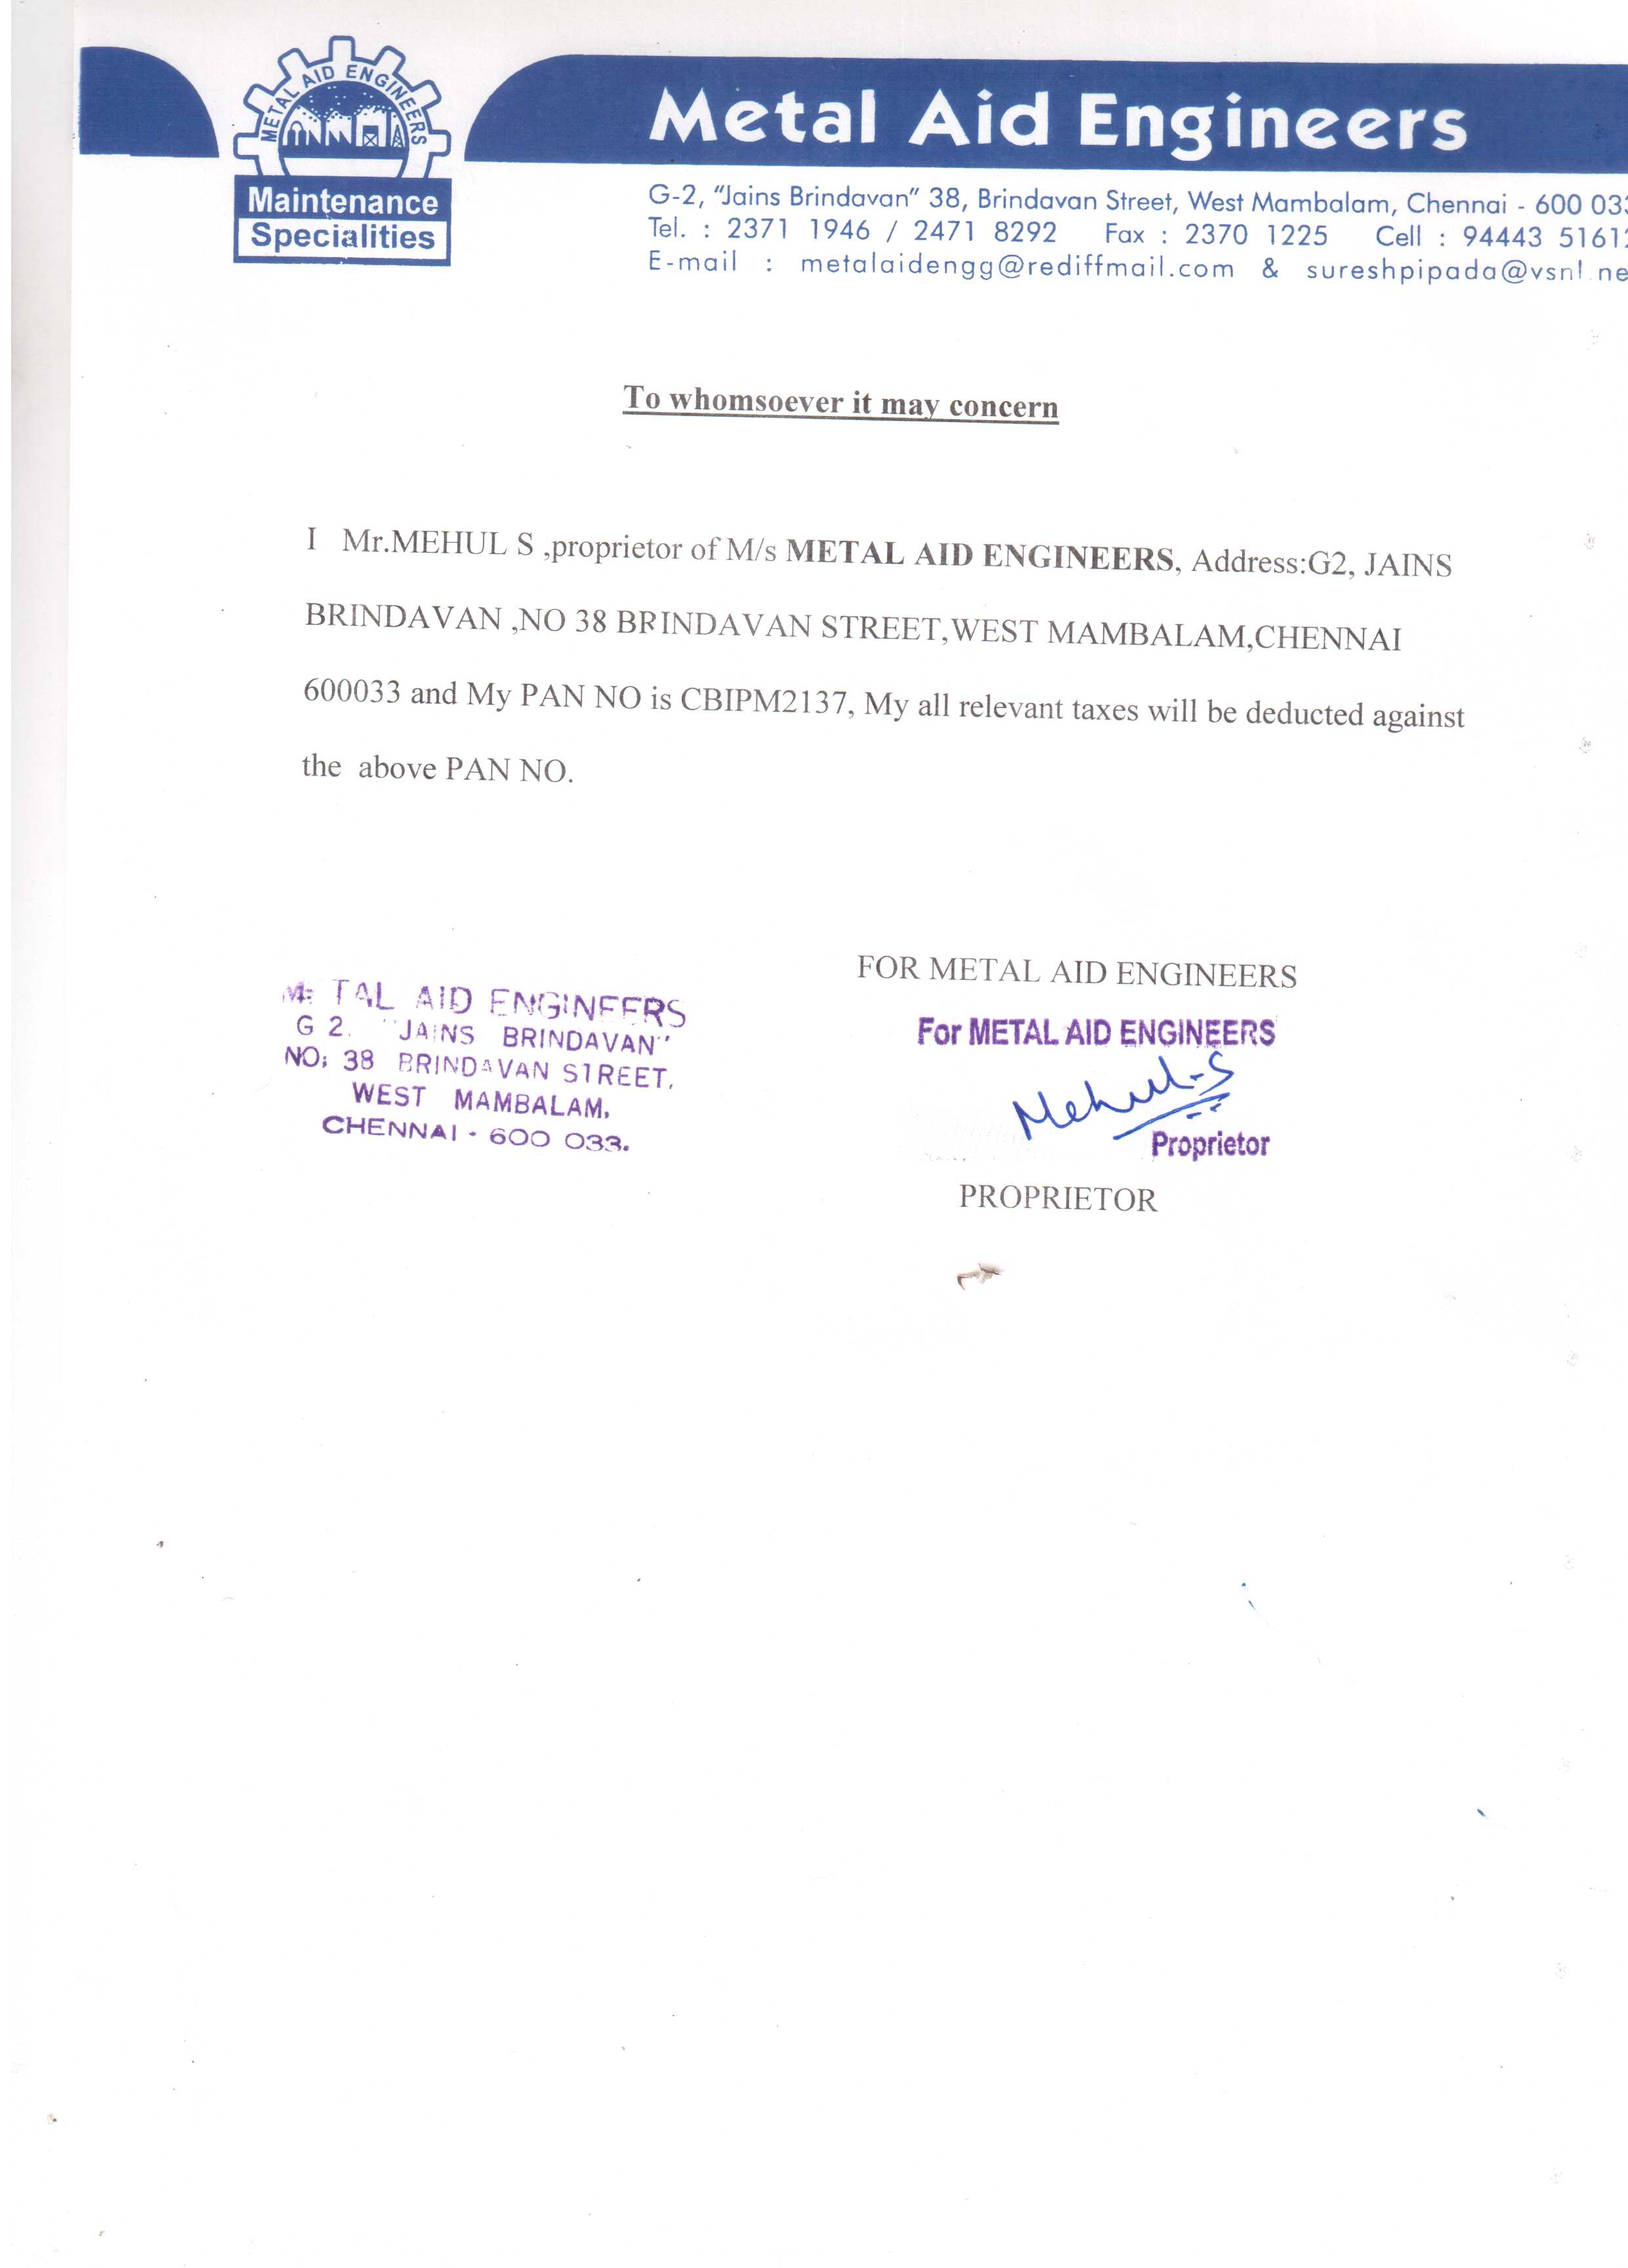 METAL AID ENGINEERS
Maintenance
Specialities
Metal Aid Engineers
G-2, “Jains Brindavan” 38, Brindavan Street, West Mambalam, Chennai - 600 03
Tel. : 2371 1946 / 2471 8292 Fax : 2370 1225 Cell : 94443 5161
E-mail : metalaidengg@rediffmail.com & sureshpipada@vsnl.ne
To whomsoever it may concern
I Mr.MEHUL S ,proprietor of M/s METAL AID ENGINEERS, Address:G2, JAINS
BRINDAVAN ,NO 38 BRINDAVAN STREET,WEST MAMBALAM,CHENNAI
600033 and My PAN NO is CBIPM2137, My all relevant taxes will be deducted against
the above PAN NO.
METAL AID ENGINEERS
G 2. "JAINS BRINDAVAN"
NO; 38 BRINDAVAN STREET,
WEST MAMBALAM,
CHENNAI - 600 033.
FOR METAL AID ENGINEERS
For METAL AID ENGINEERS
Mehul-S
Proprietor
PROPRIETOR